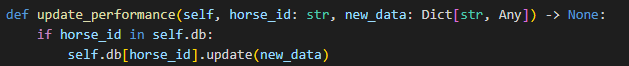 def update_performance(self, horse_id: str, new_data: Dict[str, Any]) -> None:
    if horse_id in self.db:
        self.db[horse_id].update(new_data)